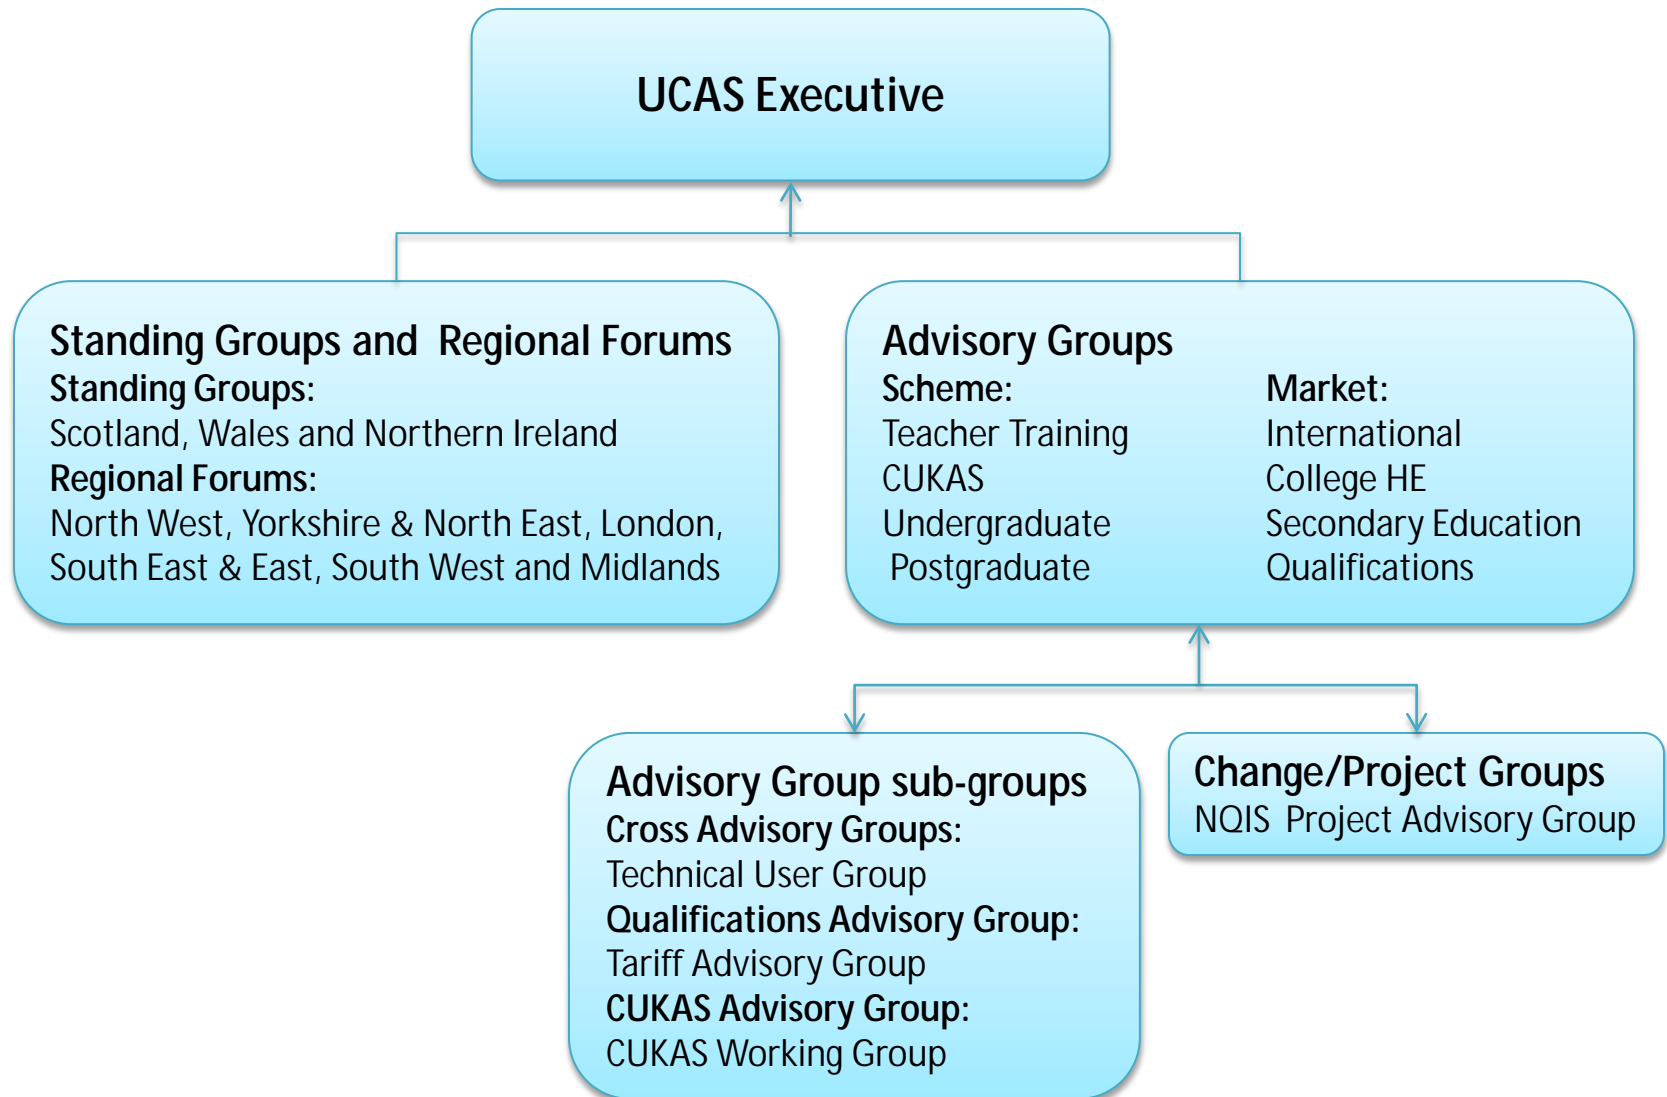 UCAS Executive
Standing Groups and Regional Forums
Standing Groups:
Scotland, Wales and Northern Ireland
Regional Forums:
North West, Yorkshire & North East, London,
South East & East, South West and Midlands
Advisory Groups
Scheme:
Teacher Training
CUKAS
Undergraduate
Postgraduate
Market:
International
College HE
Secondary Education
Qualifications
Advisory Group sub-groups
Cross Advisory Groups:
Technical User Group
Qualifications Advisory Group:
Tariff Advisory Group
CUKAS Advisory Group:
CUKAS Working Group
Change/Project Groups
NQIS Project Advisory Group